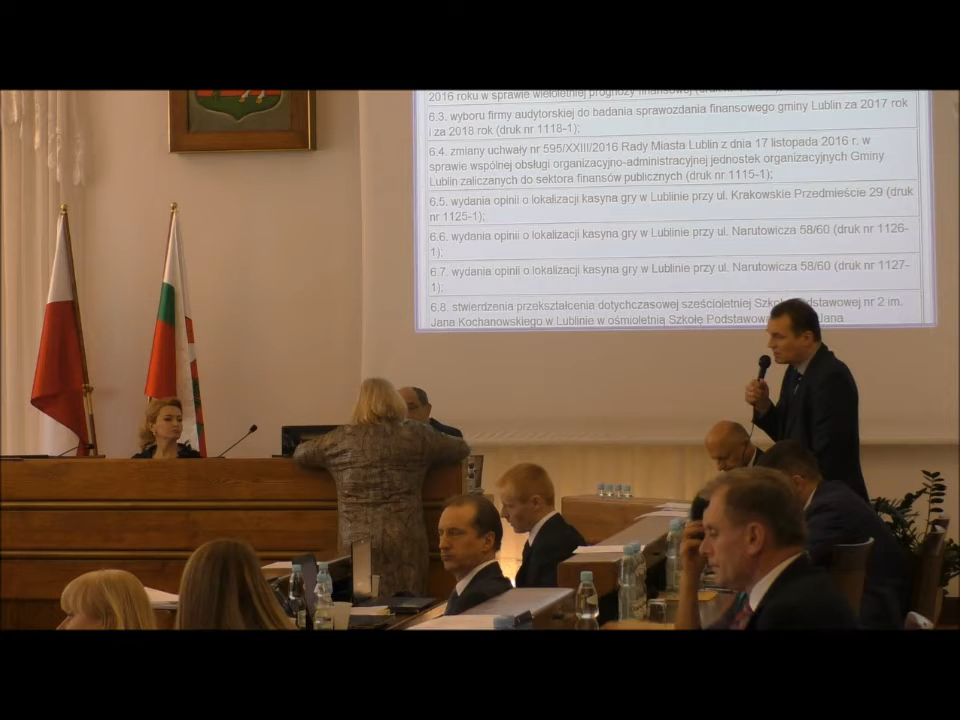 2016 roku w sprawie wieloletniej prognozy finansowej
6.3. wyboru firmy audytorskiej do badania sprawozdania finansowego gminy Lublin za 2017 rok
i za 2018 rok (druk nr 1118-1);
6.4. zmiany uchwały nr 595/XXIII/2016 Rady Miasta Lublin z dnia 17 listopada 2016 r. w
sprawie wspólnej obsługi organizacyjno-administracyjnej jednostek organizacyjnych Gminy
Lublin zaliczanych do sektora finansów publicznych (druk nr 1115-1);
6.5. wydania opinii o lokalizacji kasyna gry w Lublinie przy ul. Krakowskie Przedmieście 29 (druk
nr 1125-1);
6.6. wydania opinii o lokalizacji kasyna gry w Lublinie przy ul. Narutowicza 58/60 (druk nr 1126-
1);
6.7. wydania opinii o lokalizacji kasyna gry w Lublinie przy ul. Narutowicza 58/60 (druk nr 1127-
1);
6.8. stwierdzenia przekształcenia dotychczasowej sześcioletniej Szkoły Podstawowej nr 2 im.
Jana Kochanowskiego w Lublinie w ośmioletnią Szkołę Podstawową Jana